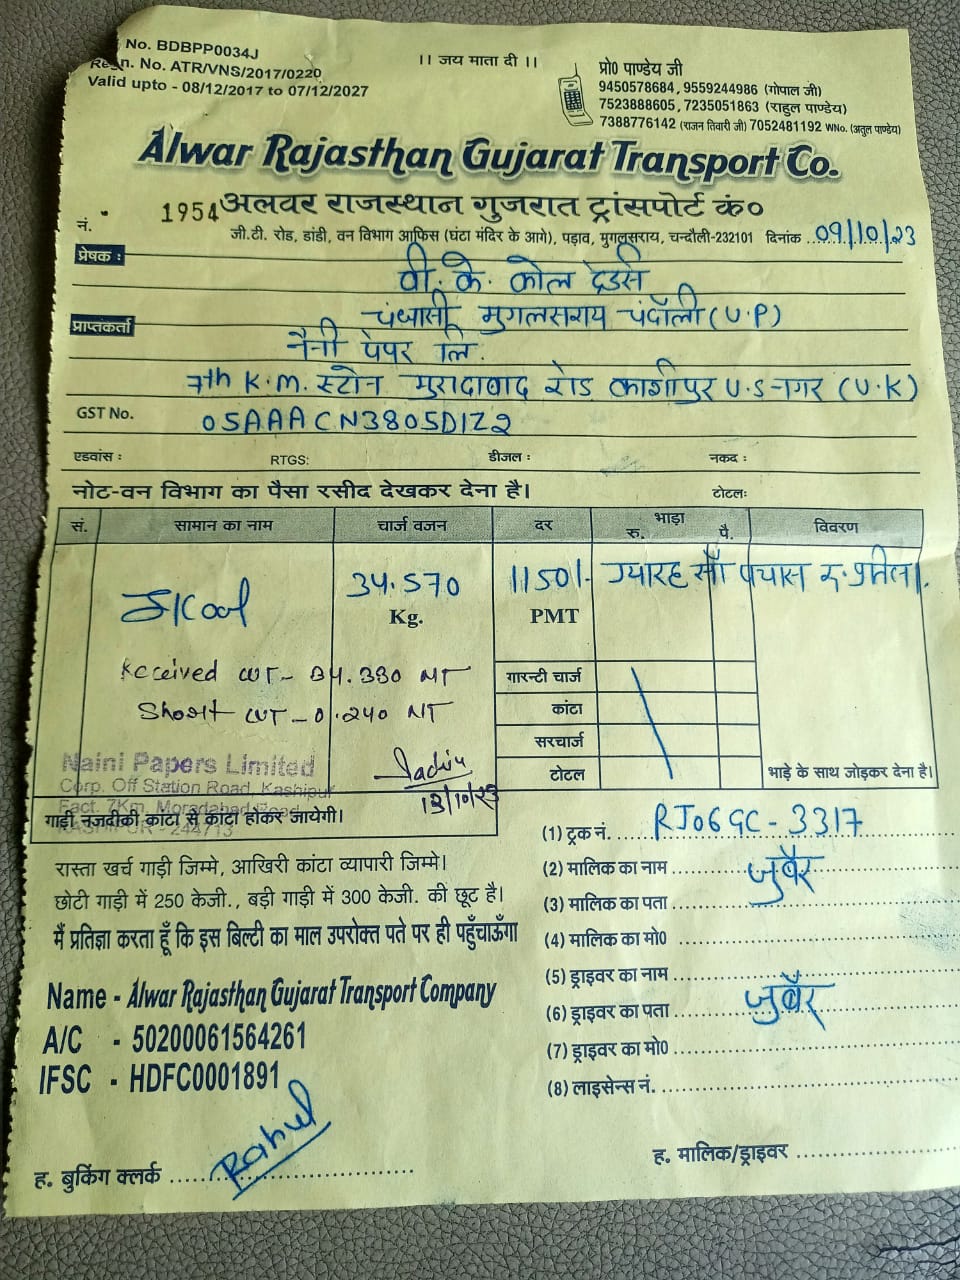 No. BDBPP0034J
Regn. No. ATR/VNS/2017/0220
Valid upto - 08/12/2017 to 07/12/2027
।। जय माता दी ।।
प्रो0 पाण्डेय जी
9450578684, 9559244986 (गोपाल जी)
7523888605, 7235051863 (राहुल पाण्डेय)
7388776142 (राजन तिवारी जी) 7052481192 WNo. (अतुल पाण्डेय)
Alwar Rajasthan Gujarat Transport Co.
नं. 1954 अलवर राजस्थान गुजरात ट्रांसपोर्ट कं०
जी.टी. रोड, डांडी, वन विभाग आफिस (घंटा मंदिर के आगे), पड़ाव, मुगलसराय, चन्दौली-232101 दिनांक 09/10/23
प्रेषक : वी. के. कोल ट्रेडर्स
चंधासी मुगलसराय चंदौली (U.P)
प्राप्तकर्ता नैनी पेपर लि.
7th K.M. स्टोन मुरादाबाद रोड काशीपुर U.S नगर (U.K)
GST No. 05AAACN3805D1Z2
एडवांस : RTGS: डीजल : नकद :
नोट-वन विभाग का पैसा रसीद देखकर देना है। टोटलः
सं. सामान का नाम चार्ज वजन दर भाड़ा रु. पै. विवरण
coal 34.570 Kg. 1150/- PMT ग्यारह सौ पचास रु.
Received WT- 34.330 MT
Short WT - 0.240 MT
गारन्टी चार्ज
कांटा
सरचार्ज
टोटल
भाड़े के साथ जोड़कर देना है।
Naini Papers Limited
Corp. Off Station Road, Kashipur
Fact. 7Km, Moradabad Road
KASHIPUR - 244713
13/10/23
गाड़ी नजदीकी कांटा से कांटा होकर जायेगी।
रास्ता खर्च गाड़ी जिम्मे, आखिरी कांटा व्यापारी जिम्मे।
छोटी गाड़ी में 250 केजी., बड़ी गाड़ी में 300 केजी. की छूट है।
मैं प्रतिज्ञा करता हूँ कि इस बिल्टी का माल उपरोक्त पते पर ही पहुँचाऊँगा
Name - Alwar Rajasthan Gujarat Transport Company
A/C - 50200061564261
IFSC - HDFC0001891
(1) ट्रक नं. RJ06GC-3317
(2) मालिक का नाम जुबैर
(3) मालिक का पता
(4) मालिक का मो0
(5) ड्राइवर का नाम
(6) ड्राइवर का पता जुबैर
(7) ड्राइवर का मो0
(8) लाइसेन्स नं.
ह. बुकिंग क्लर्क Rahul
ह. मालिक/ड्राइवर